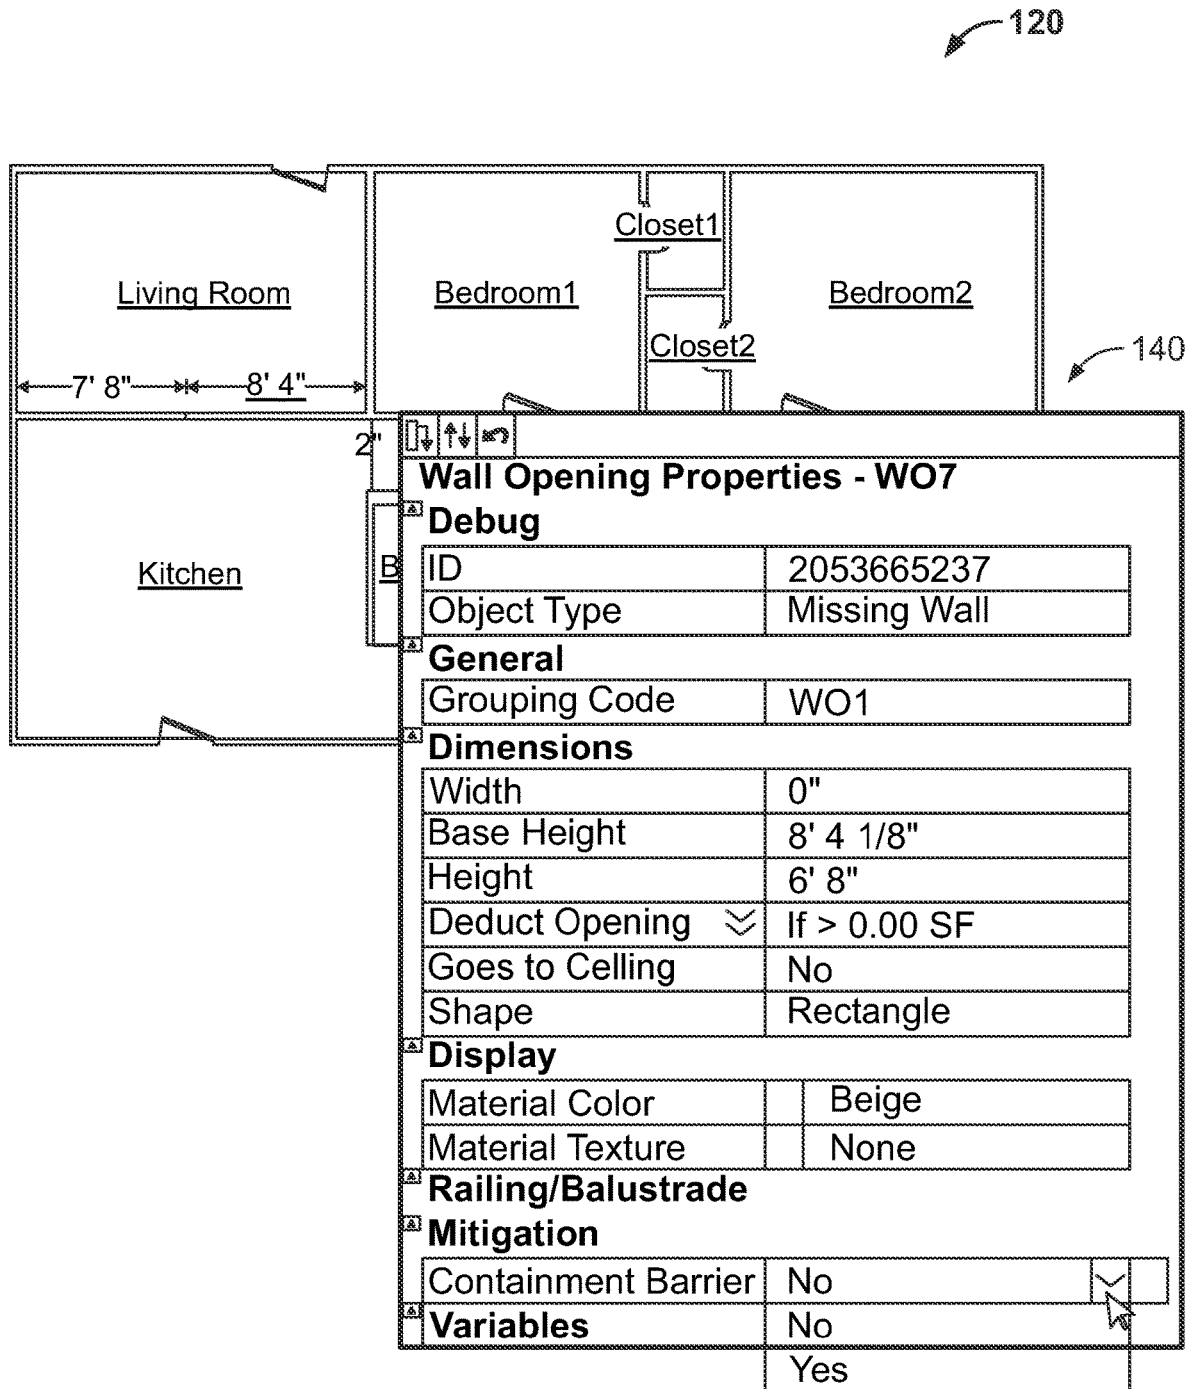 120
Closet1
Living Room
Bedroom1
Bedroom2
Closet2
140
7' 8"
8' 4"
2"
Wall Opening Properties - WO7
Debug
Kitchen
B
ID 2053665237
Object Type Missing Wall
General
Grouping Code WO1
Dimensions
Width 0"
Base Height 8' 4 1/8"
Height 6' 8"
Deduct Opening If > 0.00 SF
Goes to Celling No
Shape Rectangle
Display
Material Color Beige
Material Texture None
Railing/Balustrade
Mitigation
Containment Barrier No
Variables No
Yes